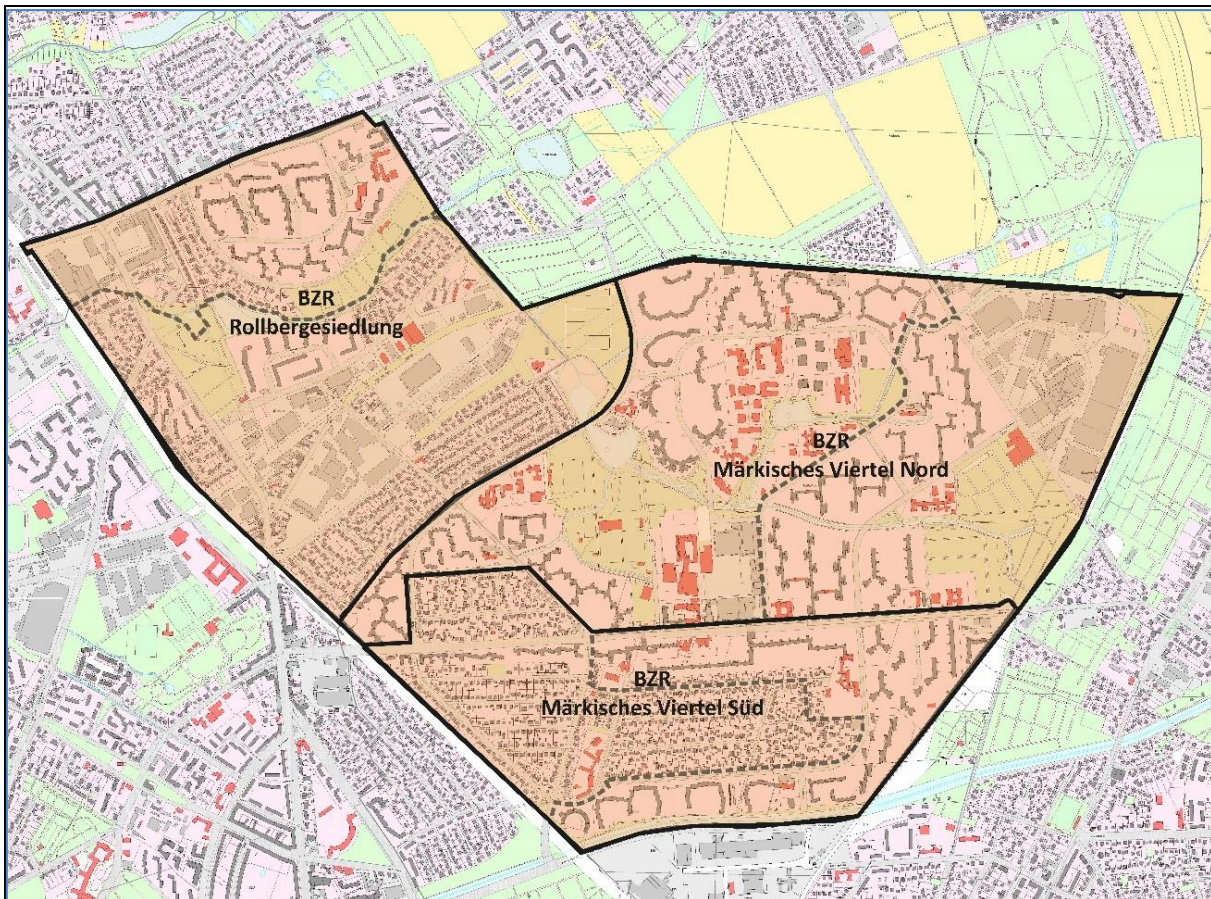 BZR
Rollbergesiedlung
BZR
Märkisches Viertel Nord
BZR
Märkisches Viertel Süd